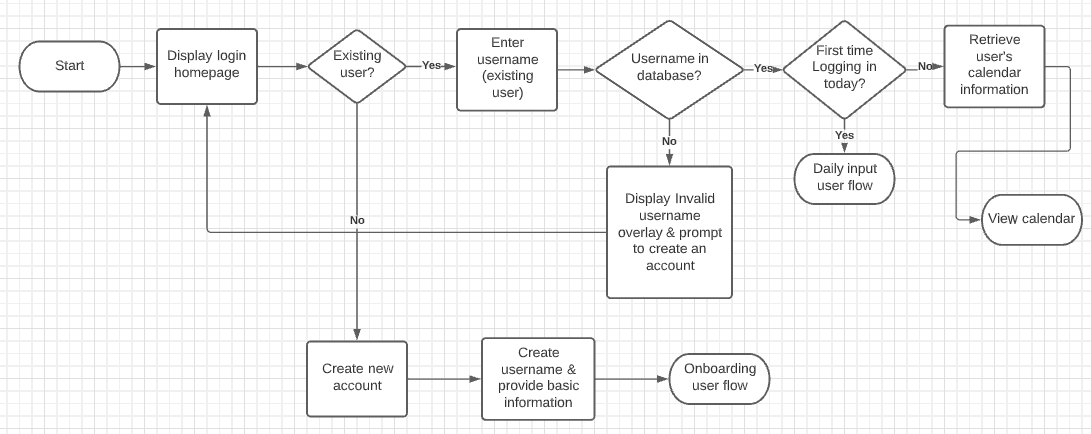 Start
Display login
homepage
Existing
user?
Yes
Enter
username
(existing
user)
Username in
database?
Yes
First time
Logging in
today?
No
Retrieve
user's
calendar
information
No
Yes
Daily input
user flow
Display Invalid
username
overlay & prompt
to create an
account
View calendar
No
Create new
account
Create
username &
provide basic
information
Onboarding
user flow